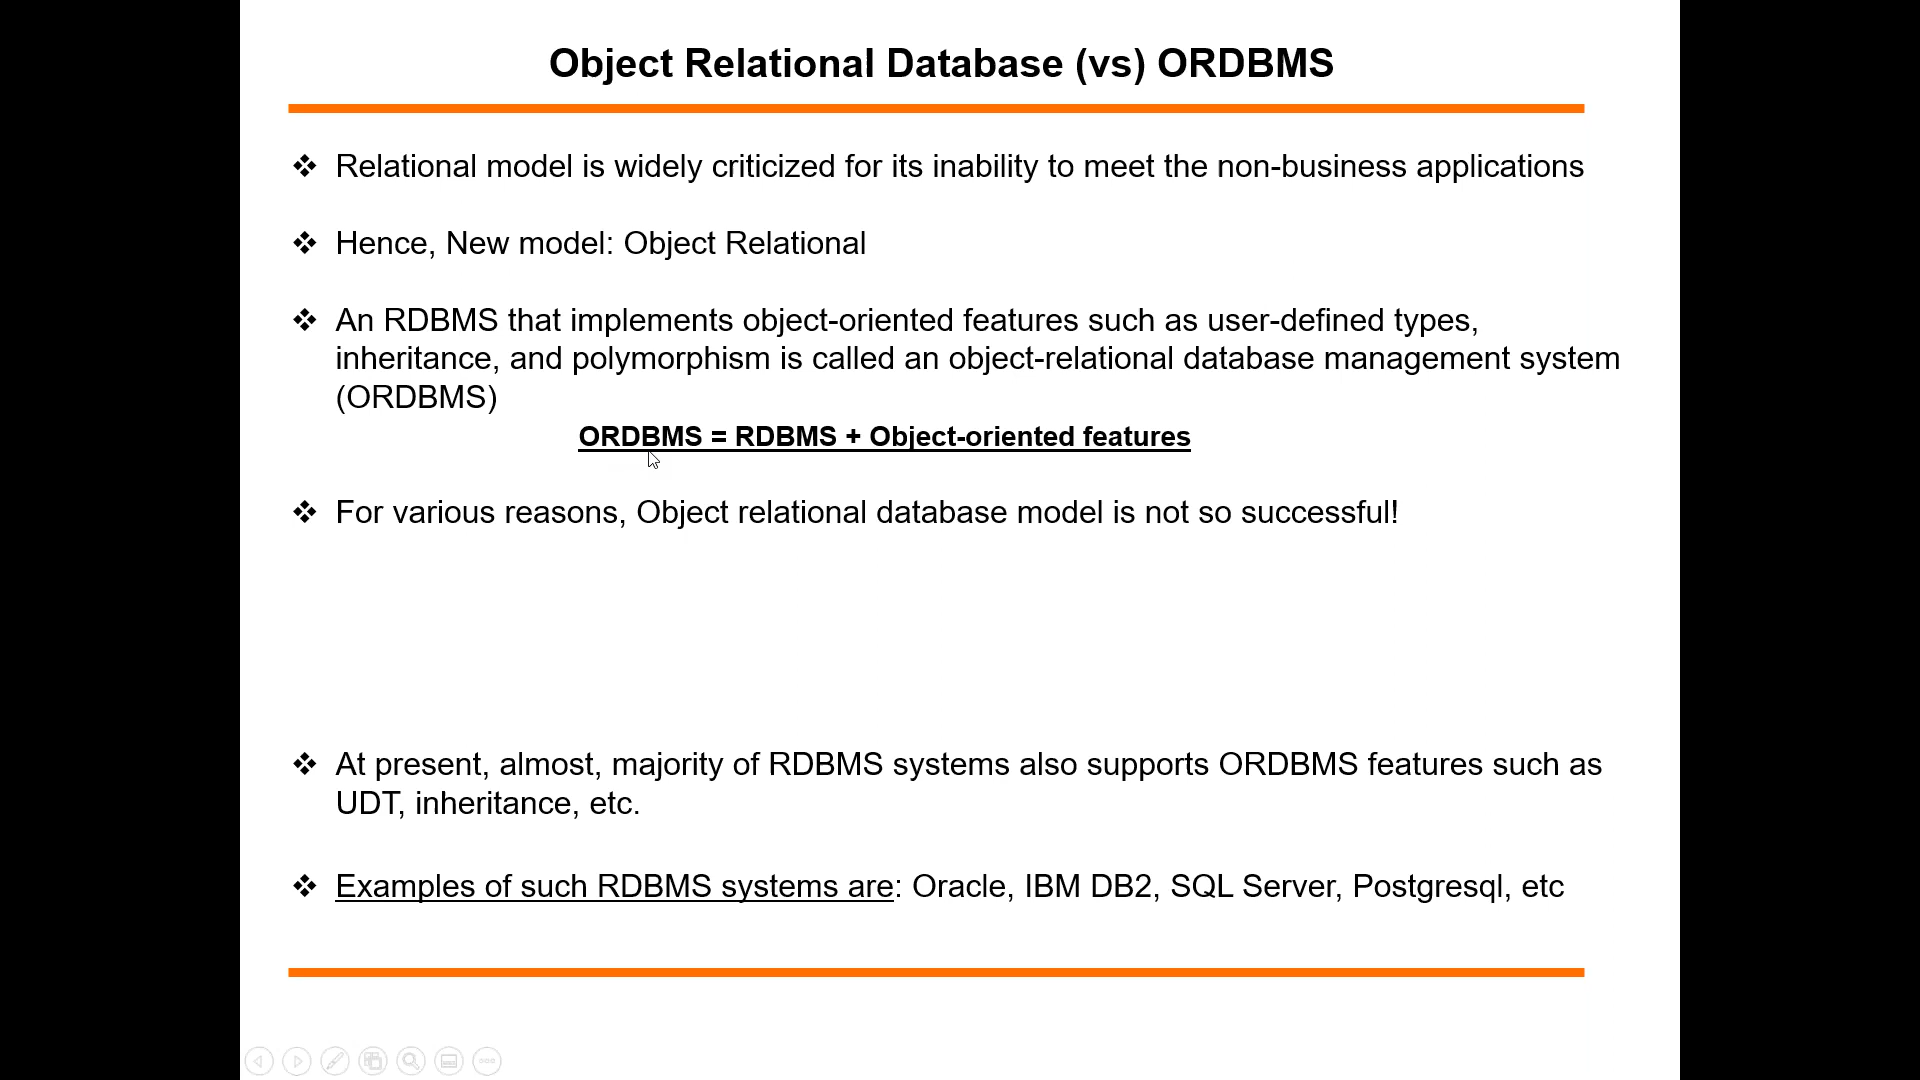 Object Relational Database (vs) ORDBMS
❖ Relational model is widely criticized for its inability to meet the non-business applications
❖ Hence, New model: Object Relational
❖ An RDBMS that implements object-oriented features such as user-defined types,
inheritance, and polymorphism is called an object-relational database management system
(ORDBMS)
ORDBMS = RDBMS + Object-oriented features
❖ For various reasons, Object relational database model is not so successful!
❖ At present, almost, majority of RDBMS systems also supports ORDBMS features such as
UDT, inheritance, etc.
❖ Examples of such RDBMS systems are: Oracle, IBM DB2, SQL Server, Postgresql, etc